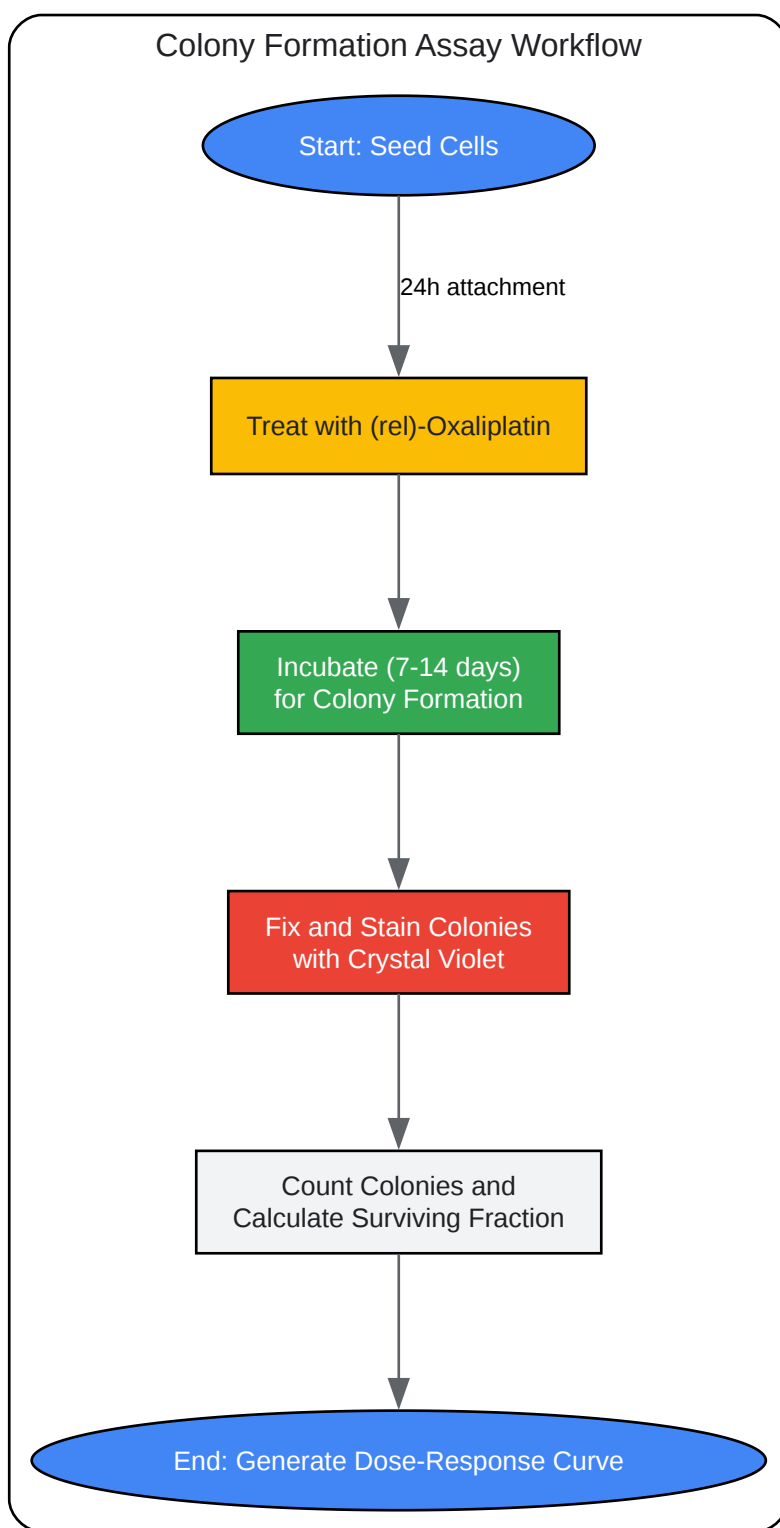 Colony Formation Assay Workflow
Start: Seed Cells
24h attachment
Treat with (rel)-Oxaliplatin
Incubate (7-14 days)
for Colony Formation
Fix and Stain Colonies
with Crystal Violet
Count Colonies and
Calculate Surviving Fraction
End: Generate Dose-Response Curve